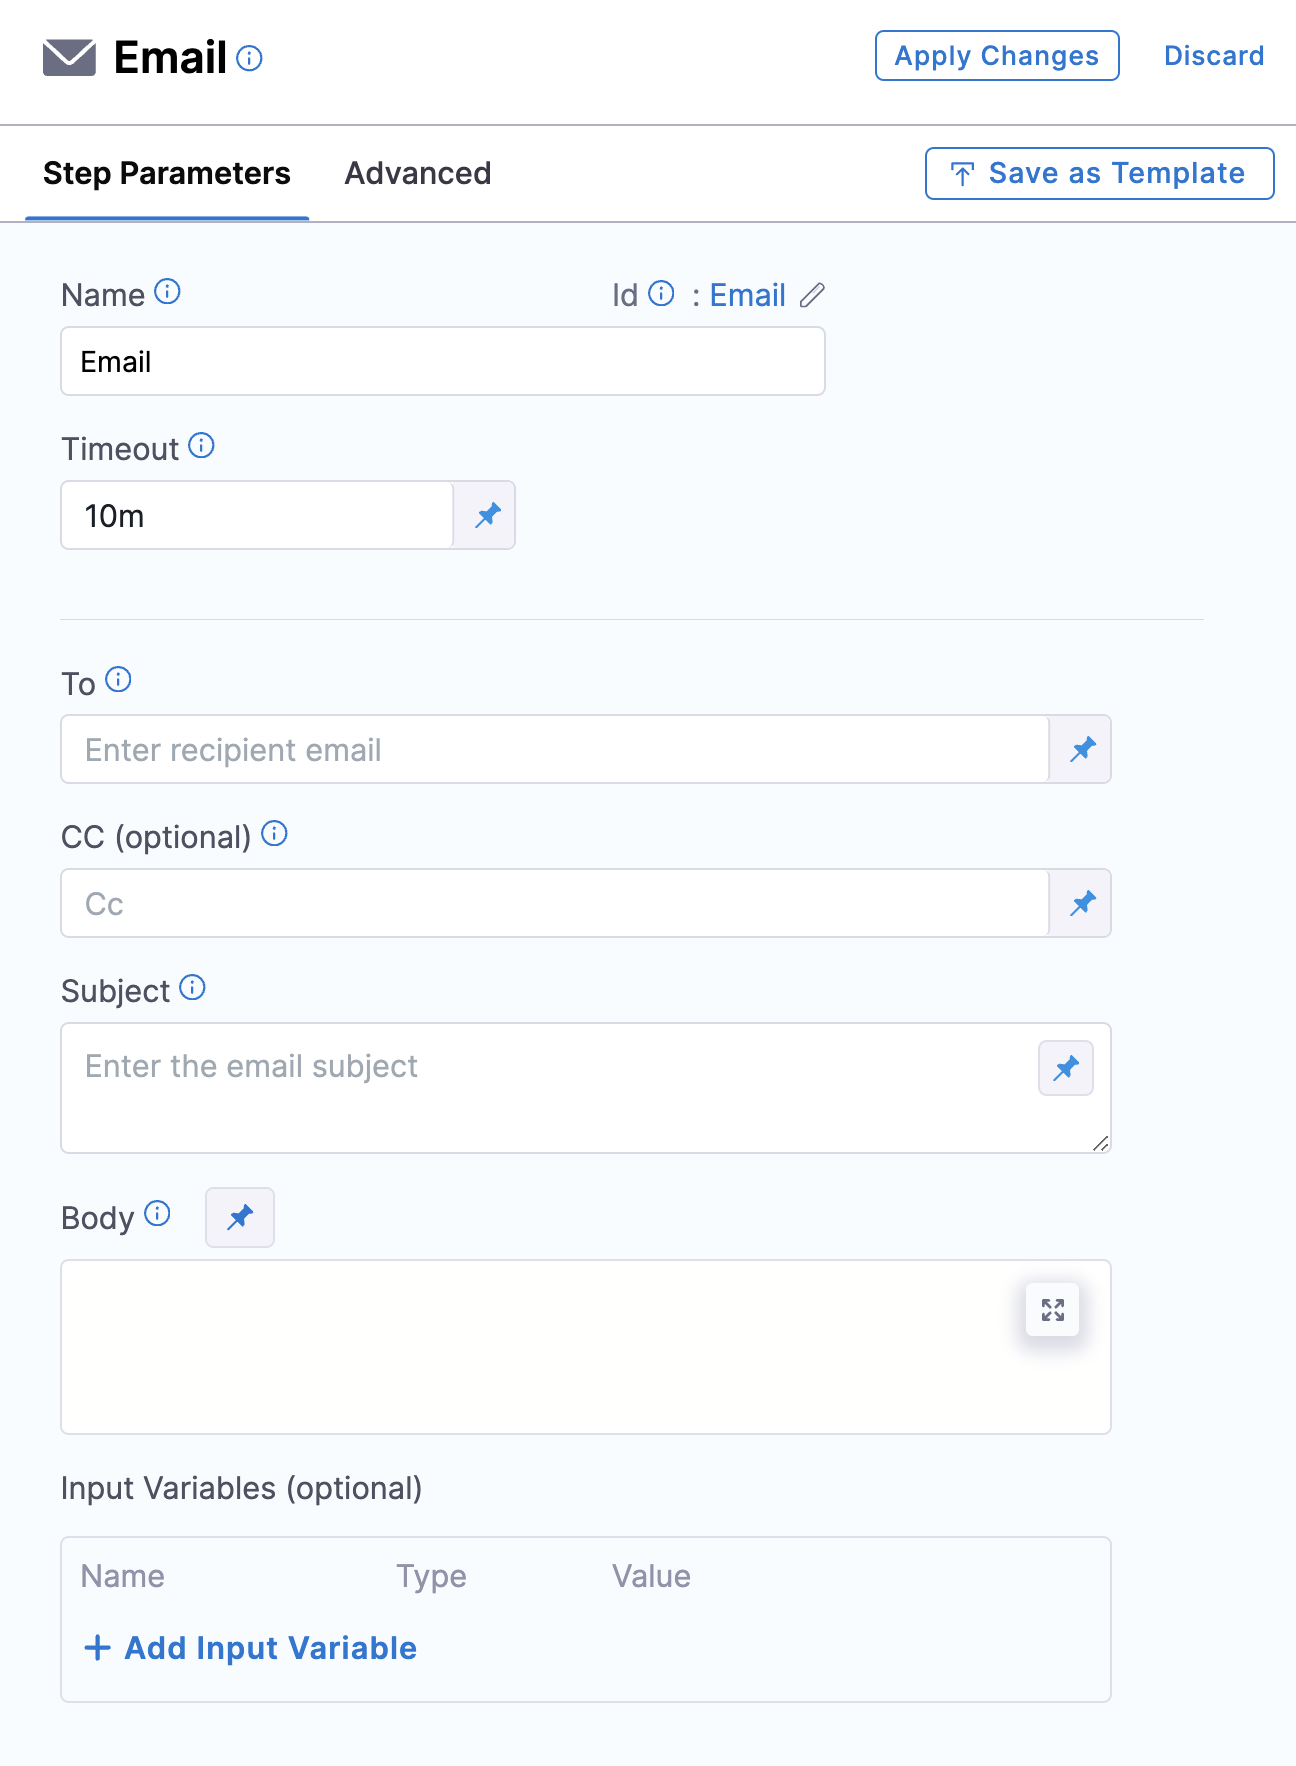 Email
Apply Changes
Discard
Step Parameters
Advanced
Save as Template
Name
Id : Email
Email
Timeout
10m
To
Enter recipient email
CC (optional)
Cc
Subject
Enter the email subject
Body
Input Variables (optional)
Name Type Value
+ Add Input Variable